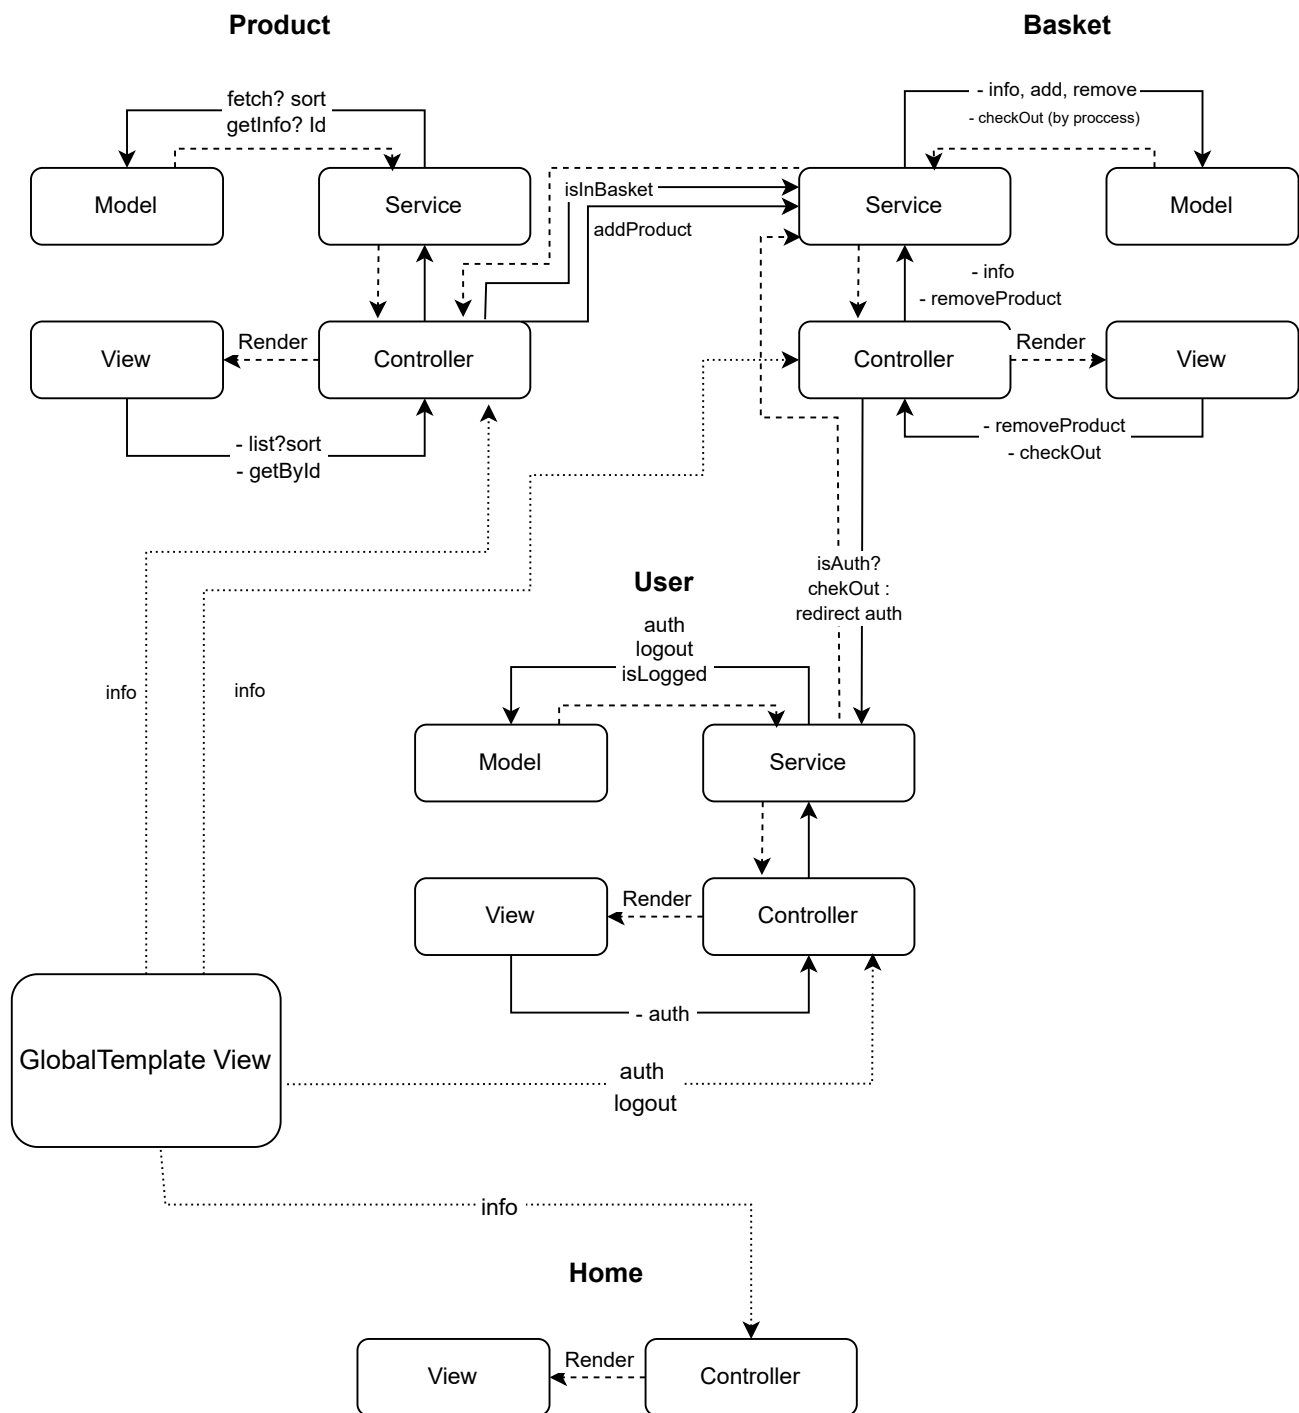 Product
Basket
fetch? sort
getInfo? Id
- info, add, remove
- checkOut (by proccess)
Model
Service
isInBasket
addProduct
Service
Model
- info
- removeProduct
View
Render
Controller
Controller
Render
View
- list?sort
- getById
- removeProduct
- checkOut
isAuth?
chekOut :
redirect auth
User
auth
logout
isLogged
info
info
Model
Service
View
Render
Controller
- auth
GlobalTemplate View
auth
logout
info
Home
View
Render
Controller